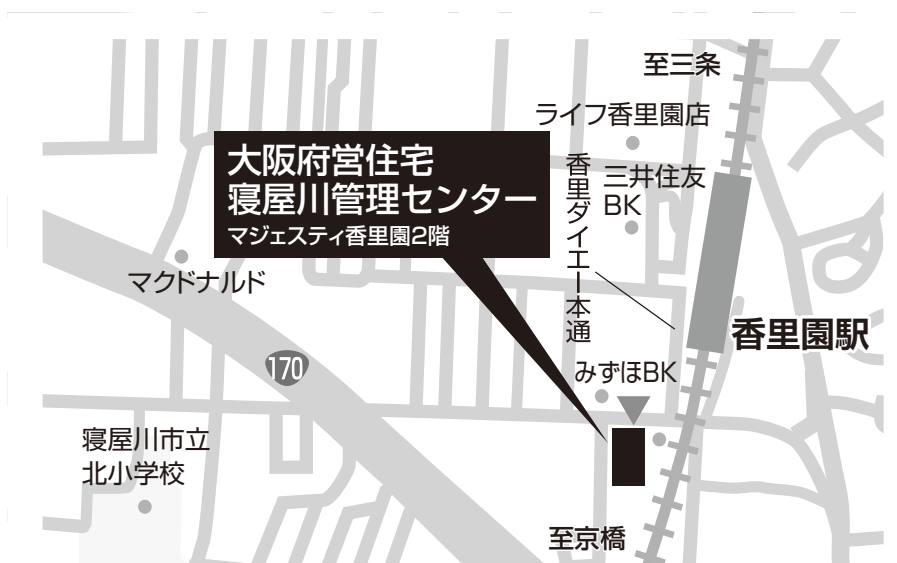 至三条
ライフ香里園店
大阪府営住宅
寝屋川管理センター
マジェスティ香里園2階
香里ダイエー本通
三井住友
BK
マクドナルド
香里園駅
170
みずほBK
寝屋川市立
北小学校
至京橋